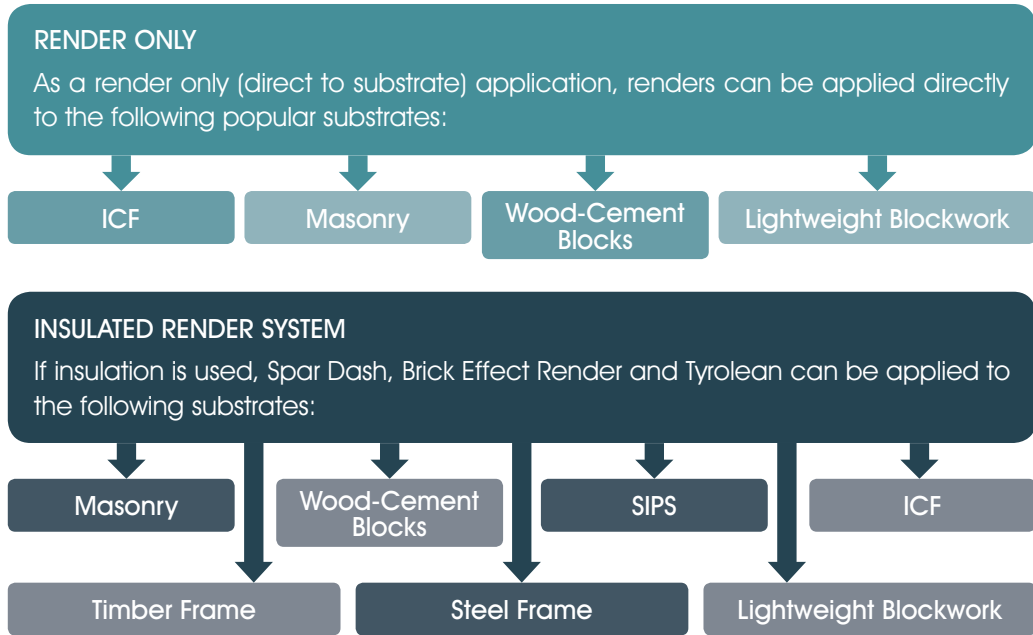 RENDER ONLY
As a render only (direct to substrate) application, renders can be applied directly
to the following popular substrates:
ICF
Masonry
Wood-Cement
Blocks
Lightweight Blockwork
INSULATED RENDER SYSTEM
If insulation is used, Spar Dash, Brick Effect Render and Tyrolean can be applied to
the following substrates:
Masonry
Wood-Cement
Blocks
SIPS
ICF
Timber Frame
Steel Frame
Lightweight Blockwork